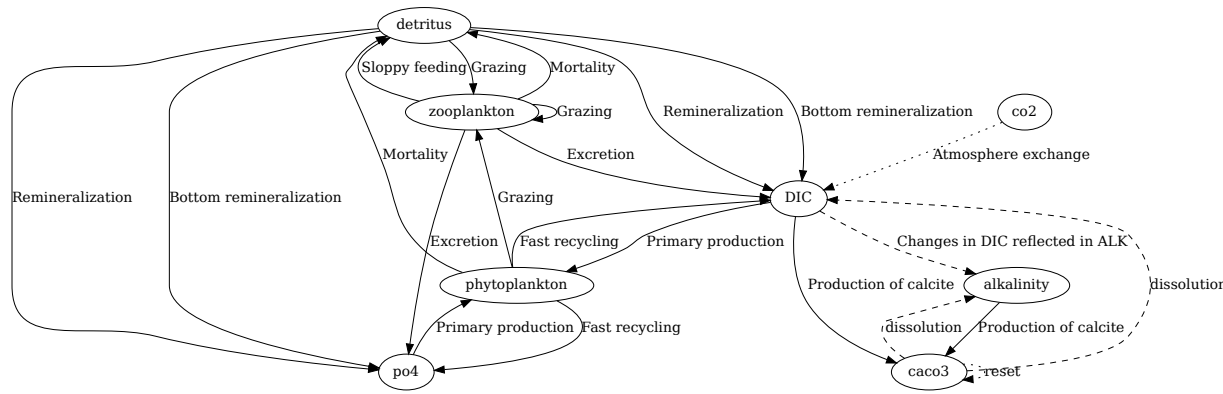 detritus
Sloppy feeding
Grazing
Mortality
zooplankton
Grazing
Remineralization
Bottom remineralization
co2
Mortality
Excretion
Atmosphere exchange
Remineralization
Bottom remineralization
Grazing
DIC
Excretion
Fast recycling
Primary production
Changes in DIC reflected in ALK
phytoplankton
Production of calcite
alkalinity
dissolution
Primary production
Fast recycling
dissolution
Production of calcite
po4
caco3
reset